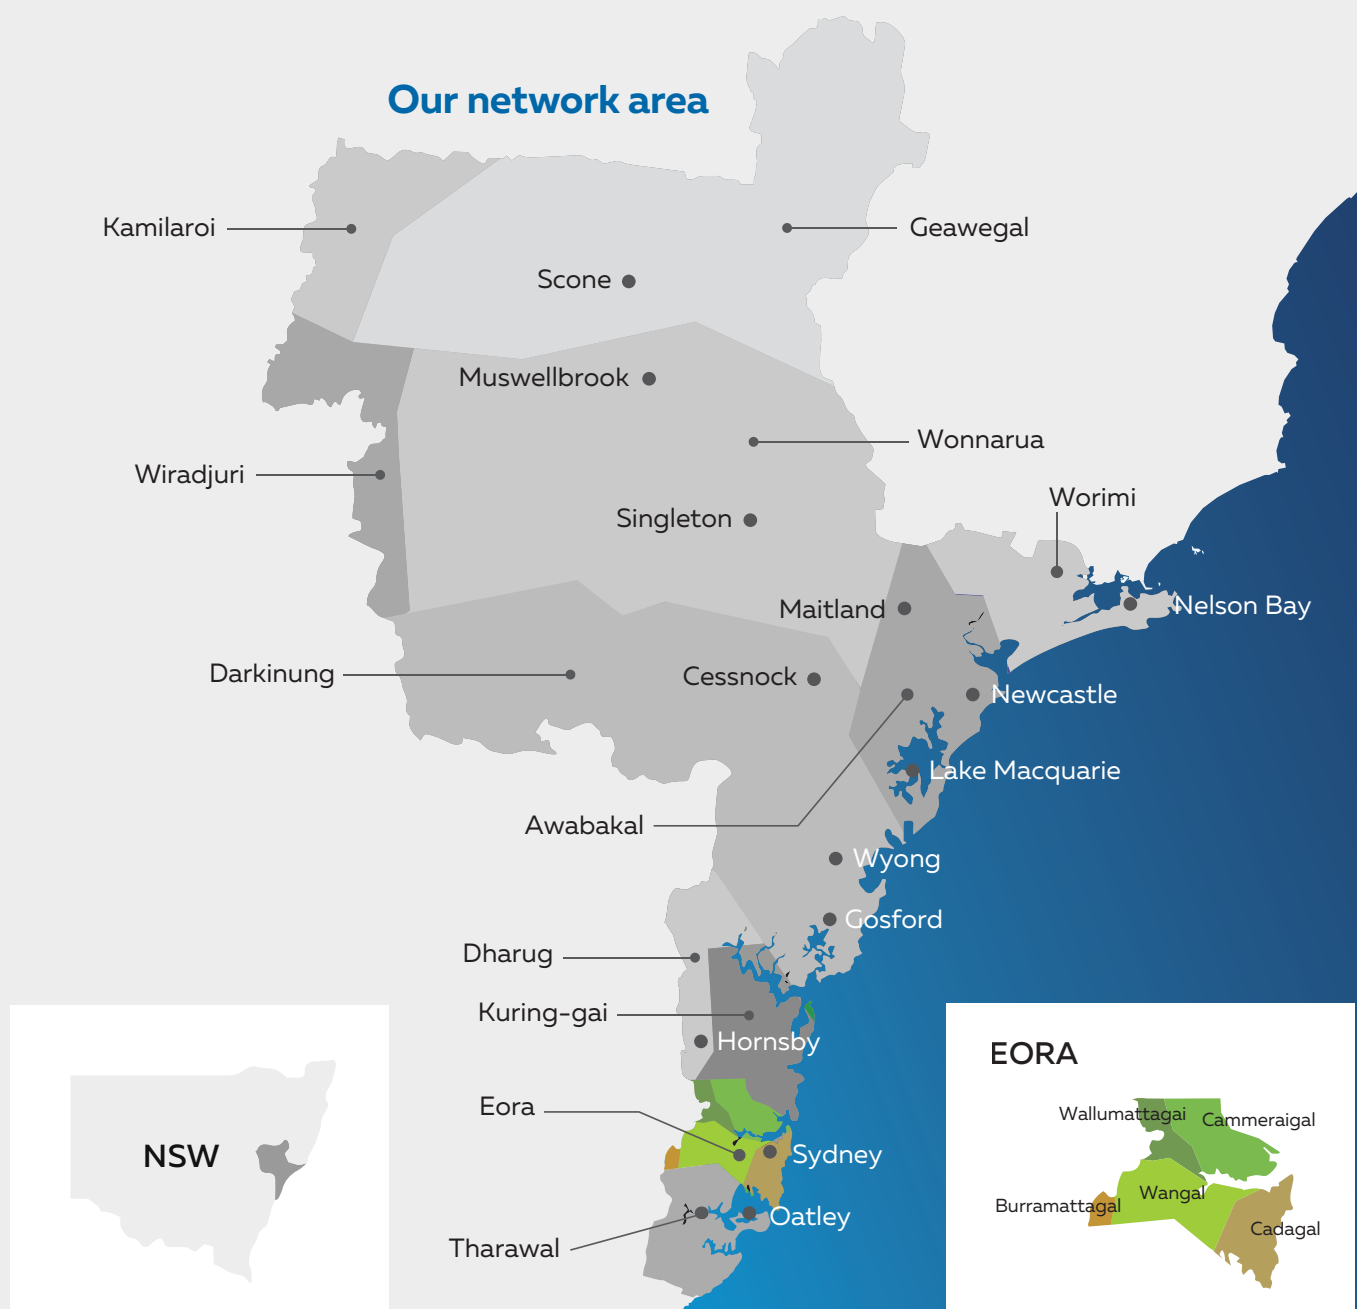 Our network area
Kamilaroi
Geawegal
Scone
Muswellbrook
Wonnarua
Wiradjuri
Worimi
Singleton
Maitland
Nelson Bay
Darkinung
Cessnock
Newcastle
Lake Macquarie
Awabakal
Wyong
Gosford
Dharug
Kuring-gai
Hornsby
Eora
Sydney
Oatley
Tharawal
NSW
EORA
Wallumattagai
Cammeraigal
Wangal
Burramattagal
Cadagal